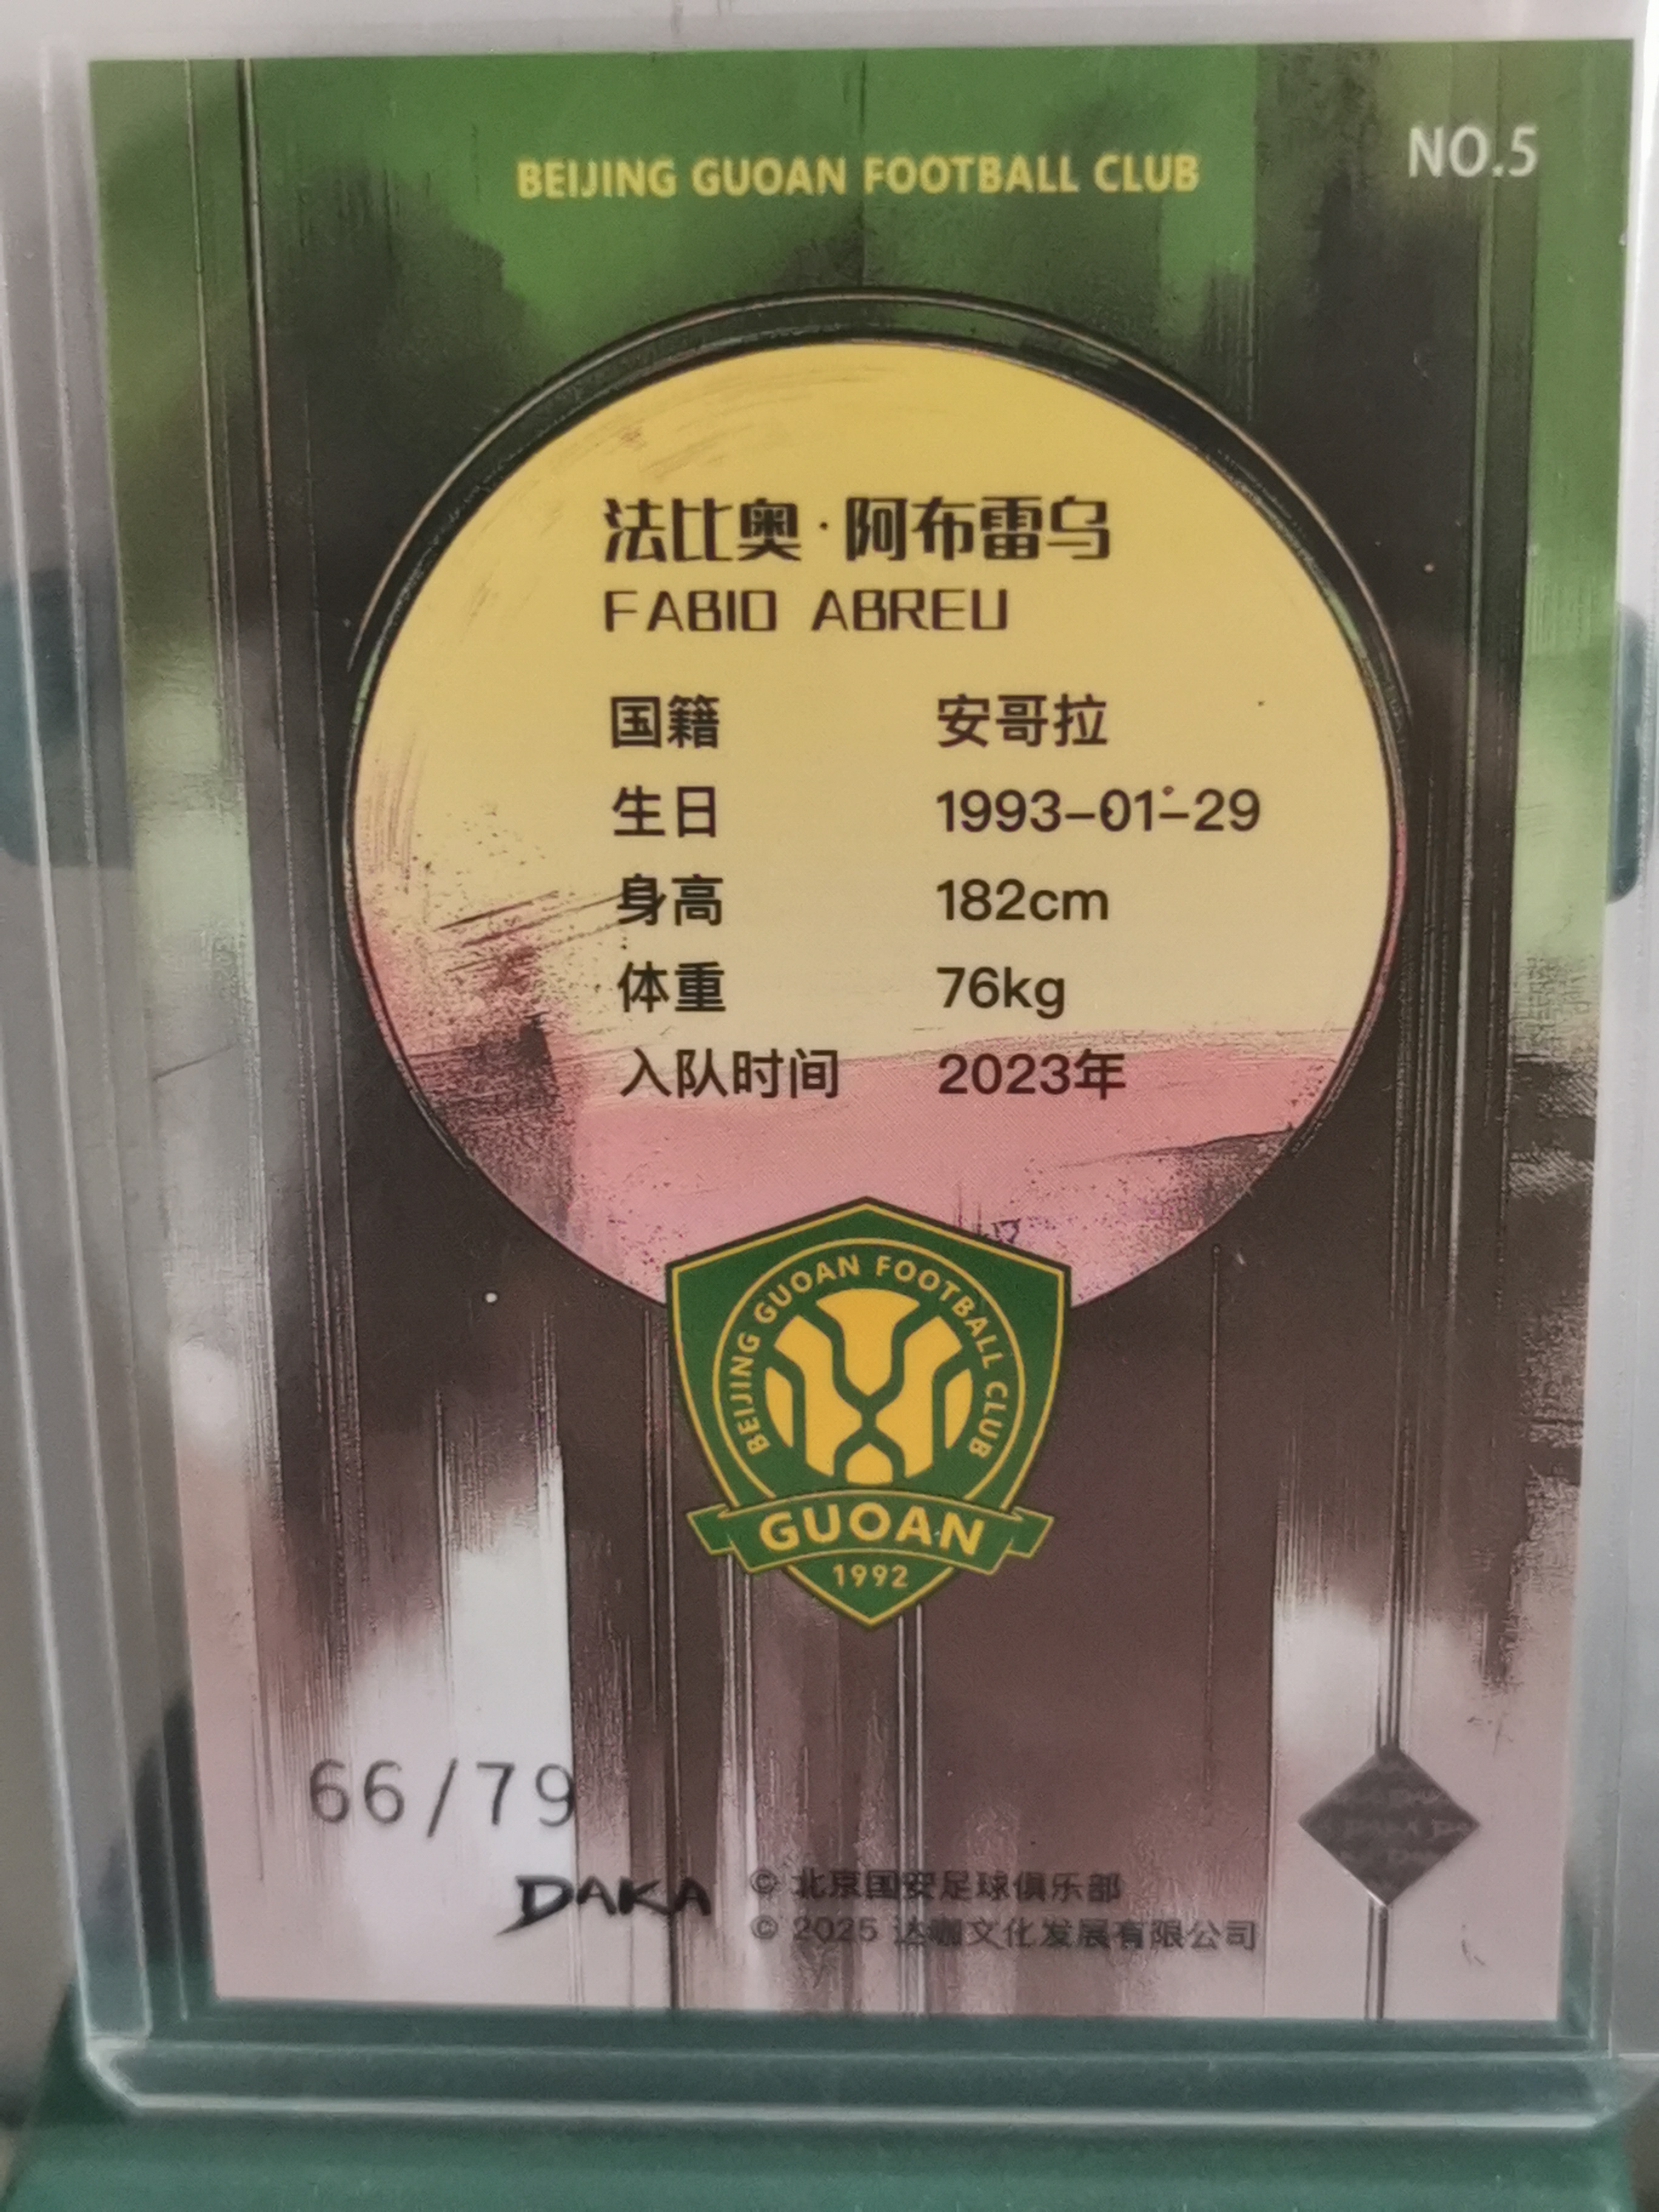 NO.5
BEIJING GUOAN FOOTBALL CLUB
法比奥·阿布雷乌
FABIO ABREU
国籍 安哥拉
生日 1993-01-29
身高 182cm
体重 76kg
入队时间 2023年
BEIJING GUOAN FOOTBALL CLUB
GUOAN
1992
66/79
DAKA
© 北京国安足球俱乐部
© 2025 达咖文化发展有限公司